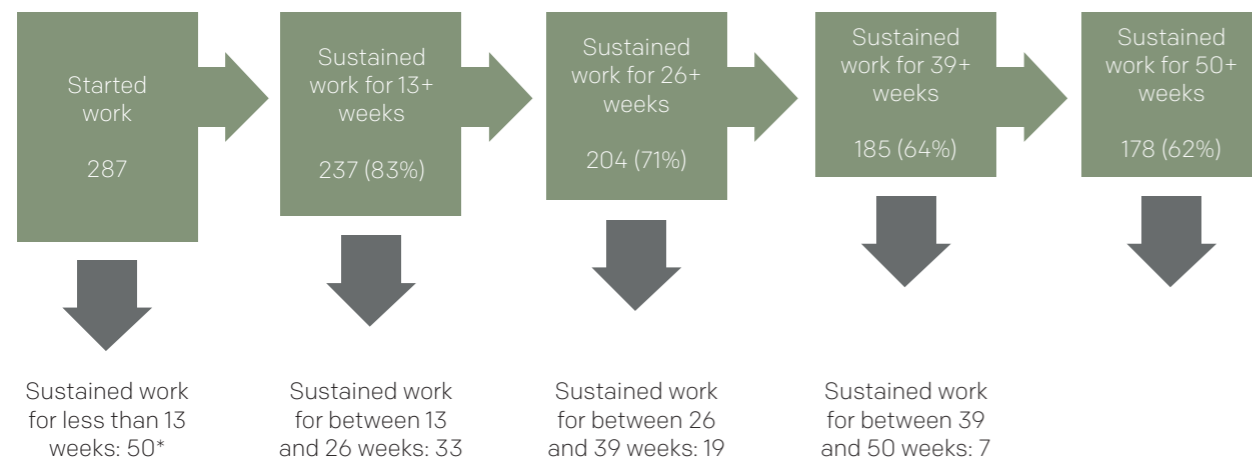 Started
work
287
Sustained
work for 13+
weeks
237 (83%)
Sustained
work for 26+
weeks
204 (71%)
Sustained
work for 39+
weeks
185 (64%)
Sustained
work for 50+
weeks
178 (62%)
Sustained work
for less than 13
weeks: 50*
Sustained work
for between 13
and 26 weeks: 33
Sustained work
for between 26
and 39 weeks: 19
Sustained work
for between 39
and 50 weeks: 7